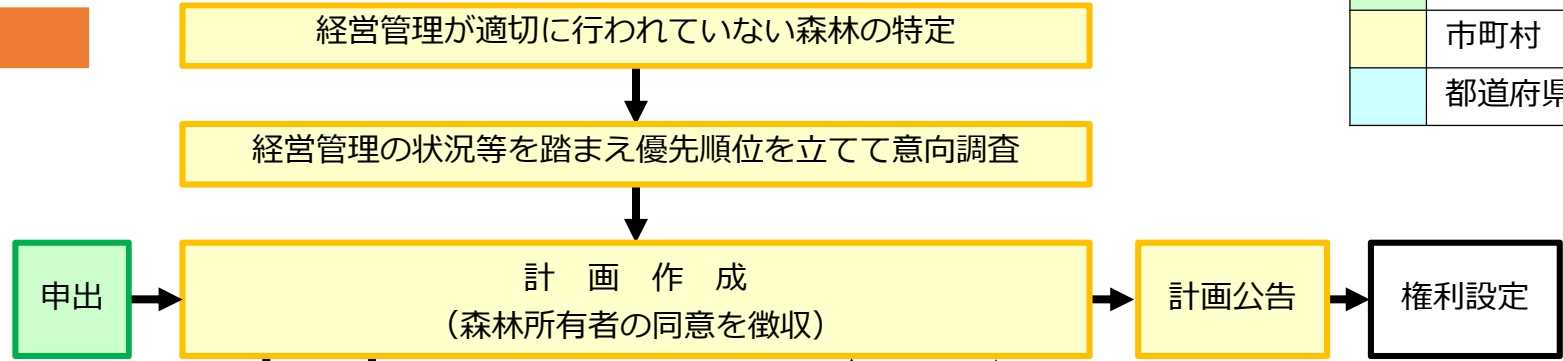 経営管理が適切に行われていない森林の特定
市町村
都道府県
経営管理の状況等を踏まえ優先順位を立てて意向調査
申出
計　画　作　成
（森林所有者の同意を徴収）
計画公告
権利設定